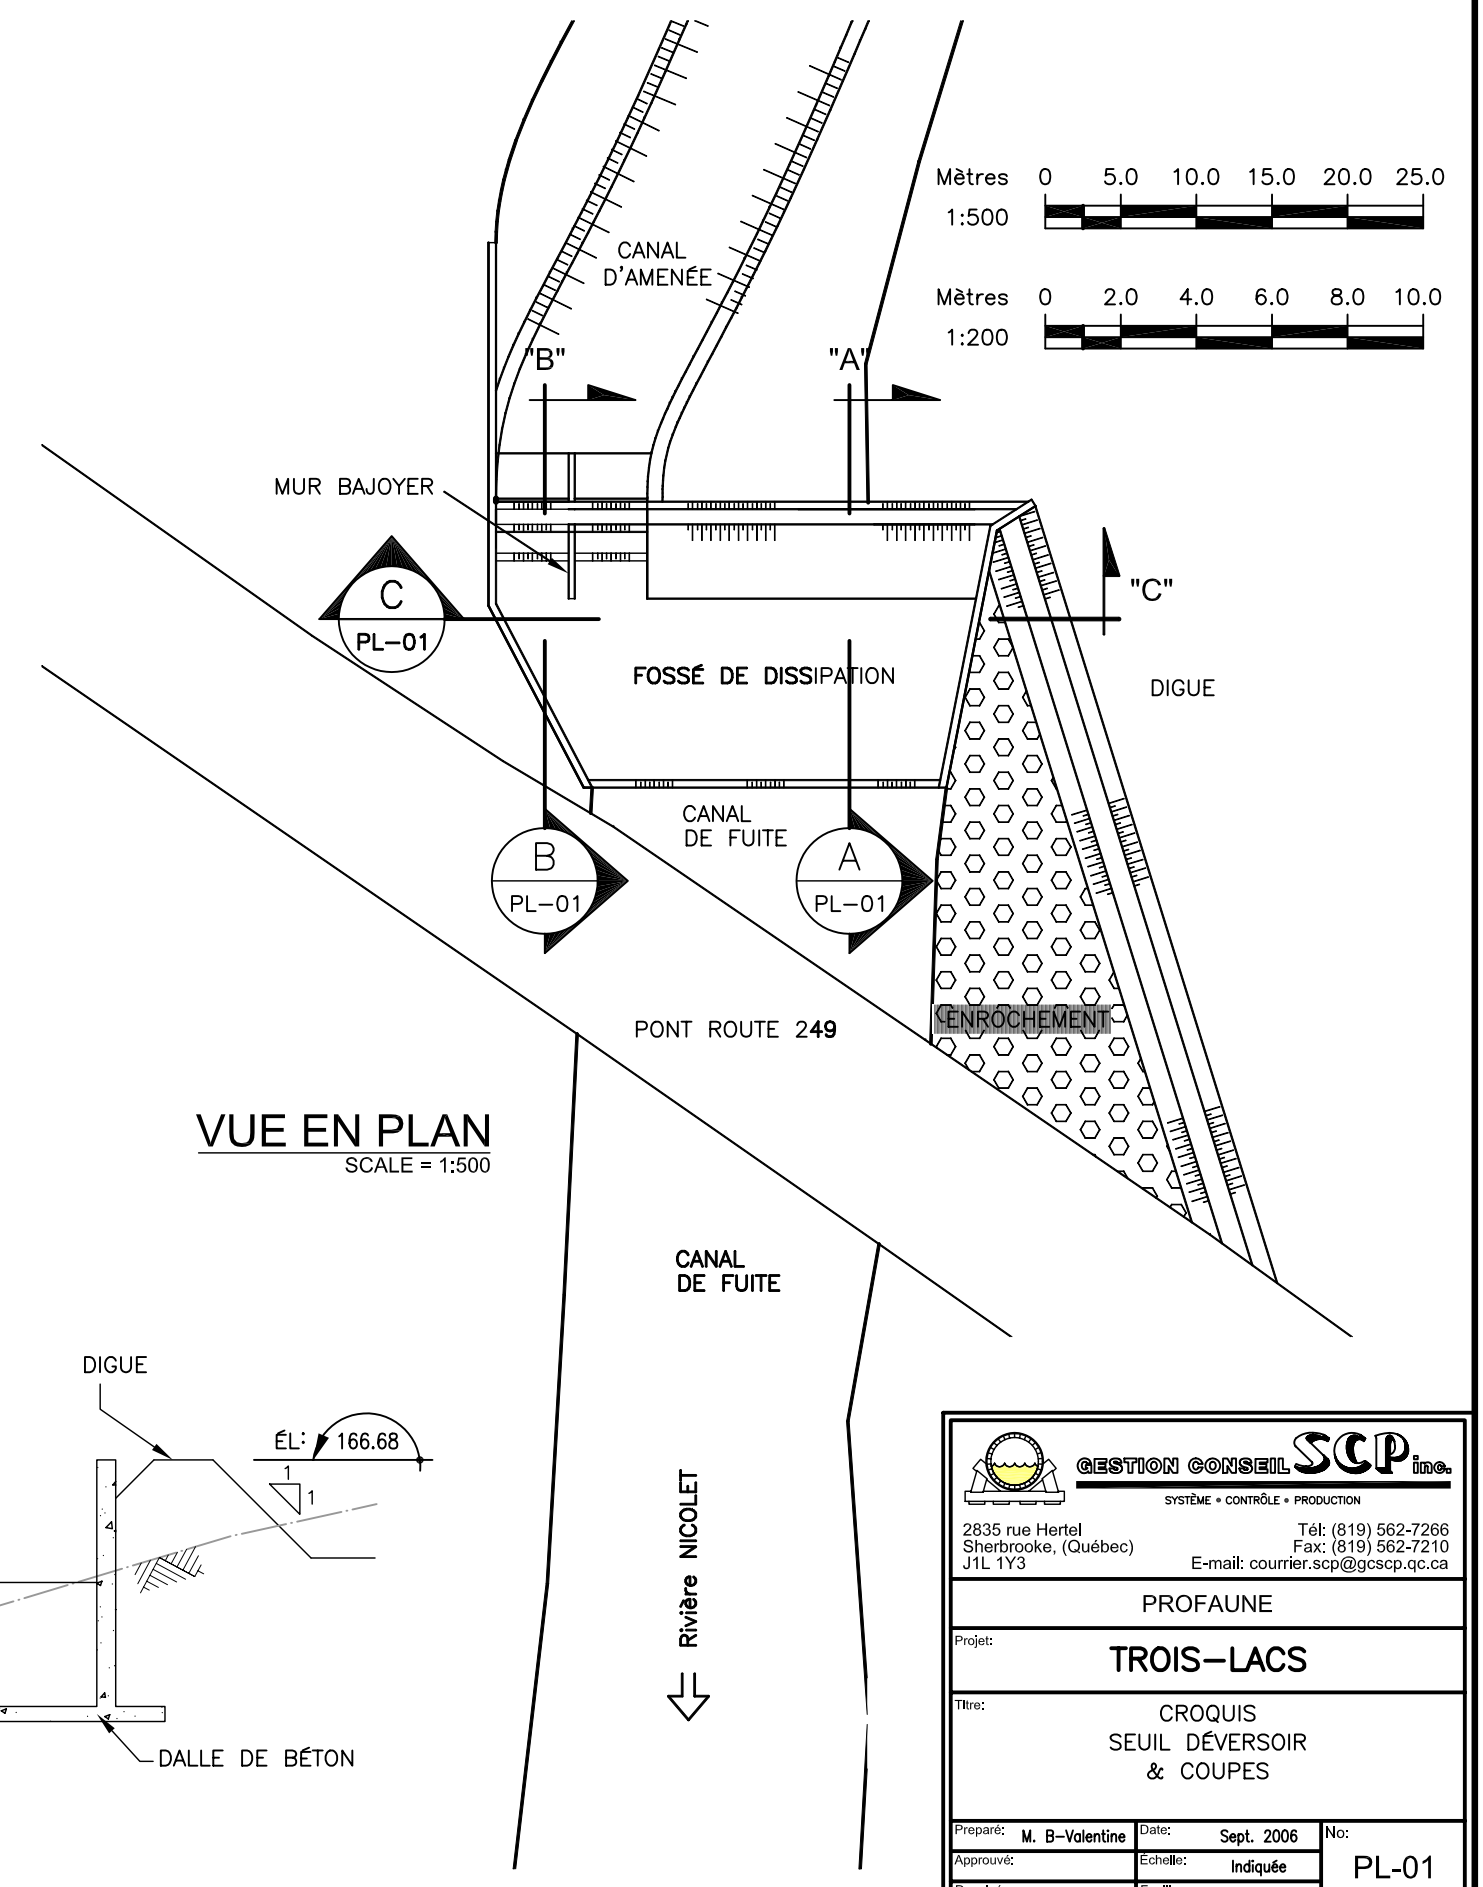 Mètres 0 5.0 10.0 15.0 20.0 25.0
1:500
CANAL
D'AMENÉE
Mètres 0 2.0 4.0 6.0 8.0 10.0
1:200
"B"
"A"
MUR BAJOYER
C
PL-01
"C"
FOSSÉ DE DISSIPATION
DIGUE
CANAL
DE FUITE
B
PL-01
A
PL-01
ENROCHEMENT
PONT ROUTE 249
VUE EN PLAN
SCALE = 1:500
CANAL
DE FUITE
DIGUE
ÉL: 166.68
1
1
Rivière NICOLET
DALLE DE BÉTON
GESTION CONSEIL SCP inc.
SYSTÈME • CONTRÔLE • PRODUCTION
2835 rue Hertel
Sherbrooke, (Québec)
J1L 1Y3
Tél: (819) 562-7266
Fax: (819) 562-7210
E-mail: courrier.scp@gcscp.qc.ca
PROFAUNE
Projet:
TROIS-LACS
Titre:
CROQUIS
SEUIL DÉVERSOIR
& COUPES
Preparé: M. B-Valentine
Date: Sept. 2006
No:
PL-01
Approuvé:
Échelle: Indiquée